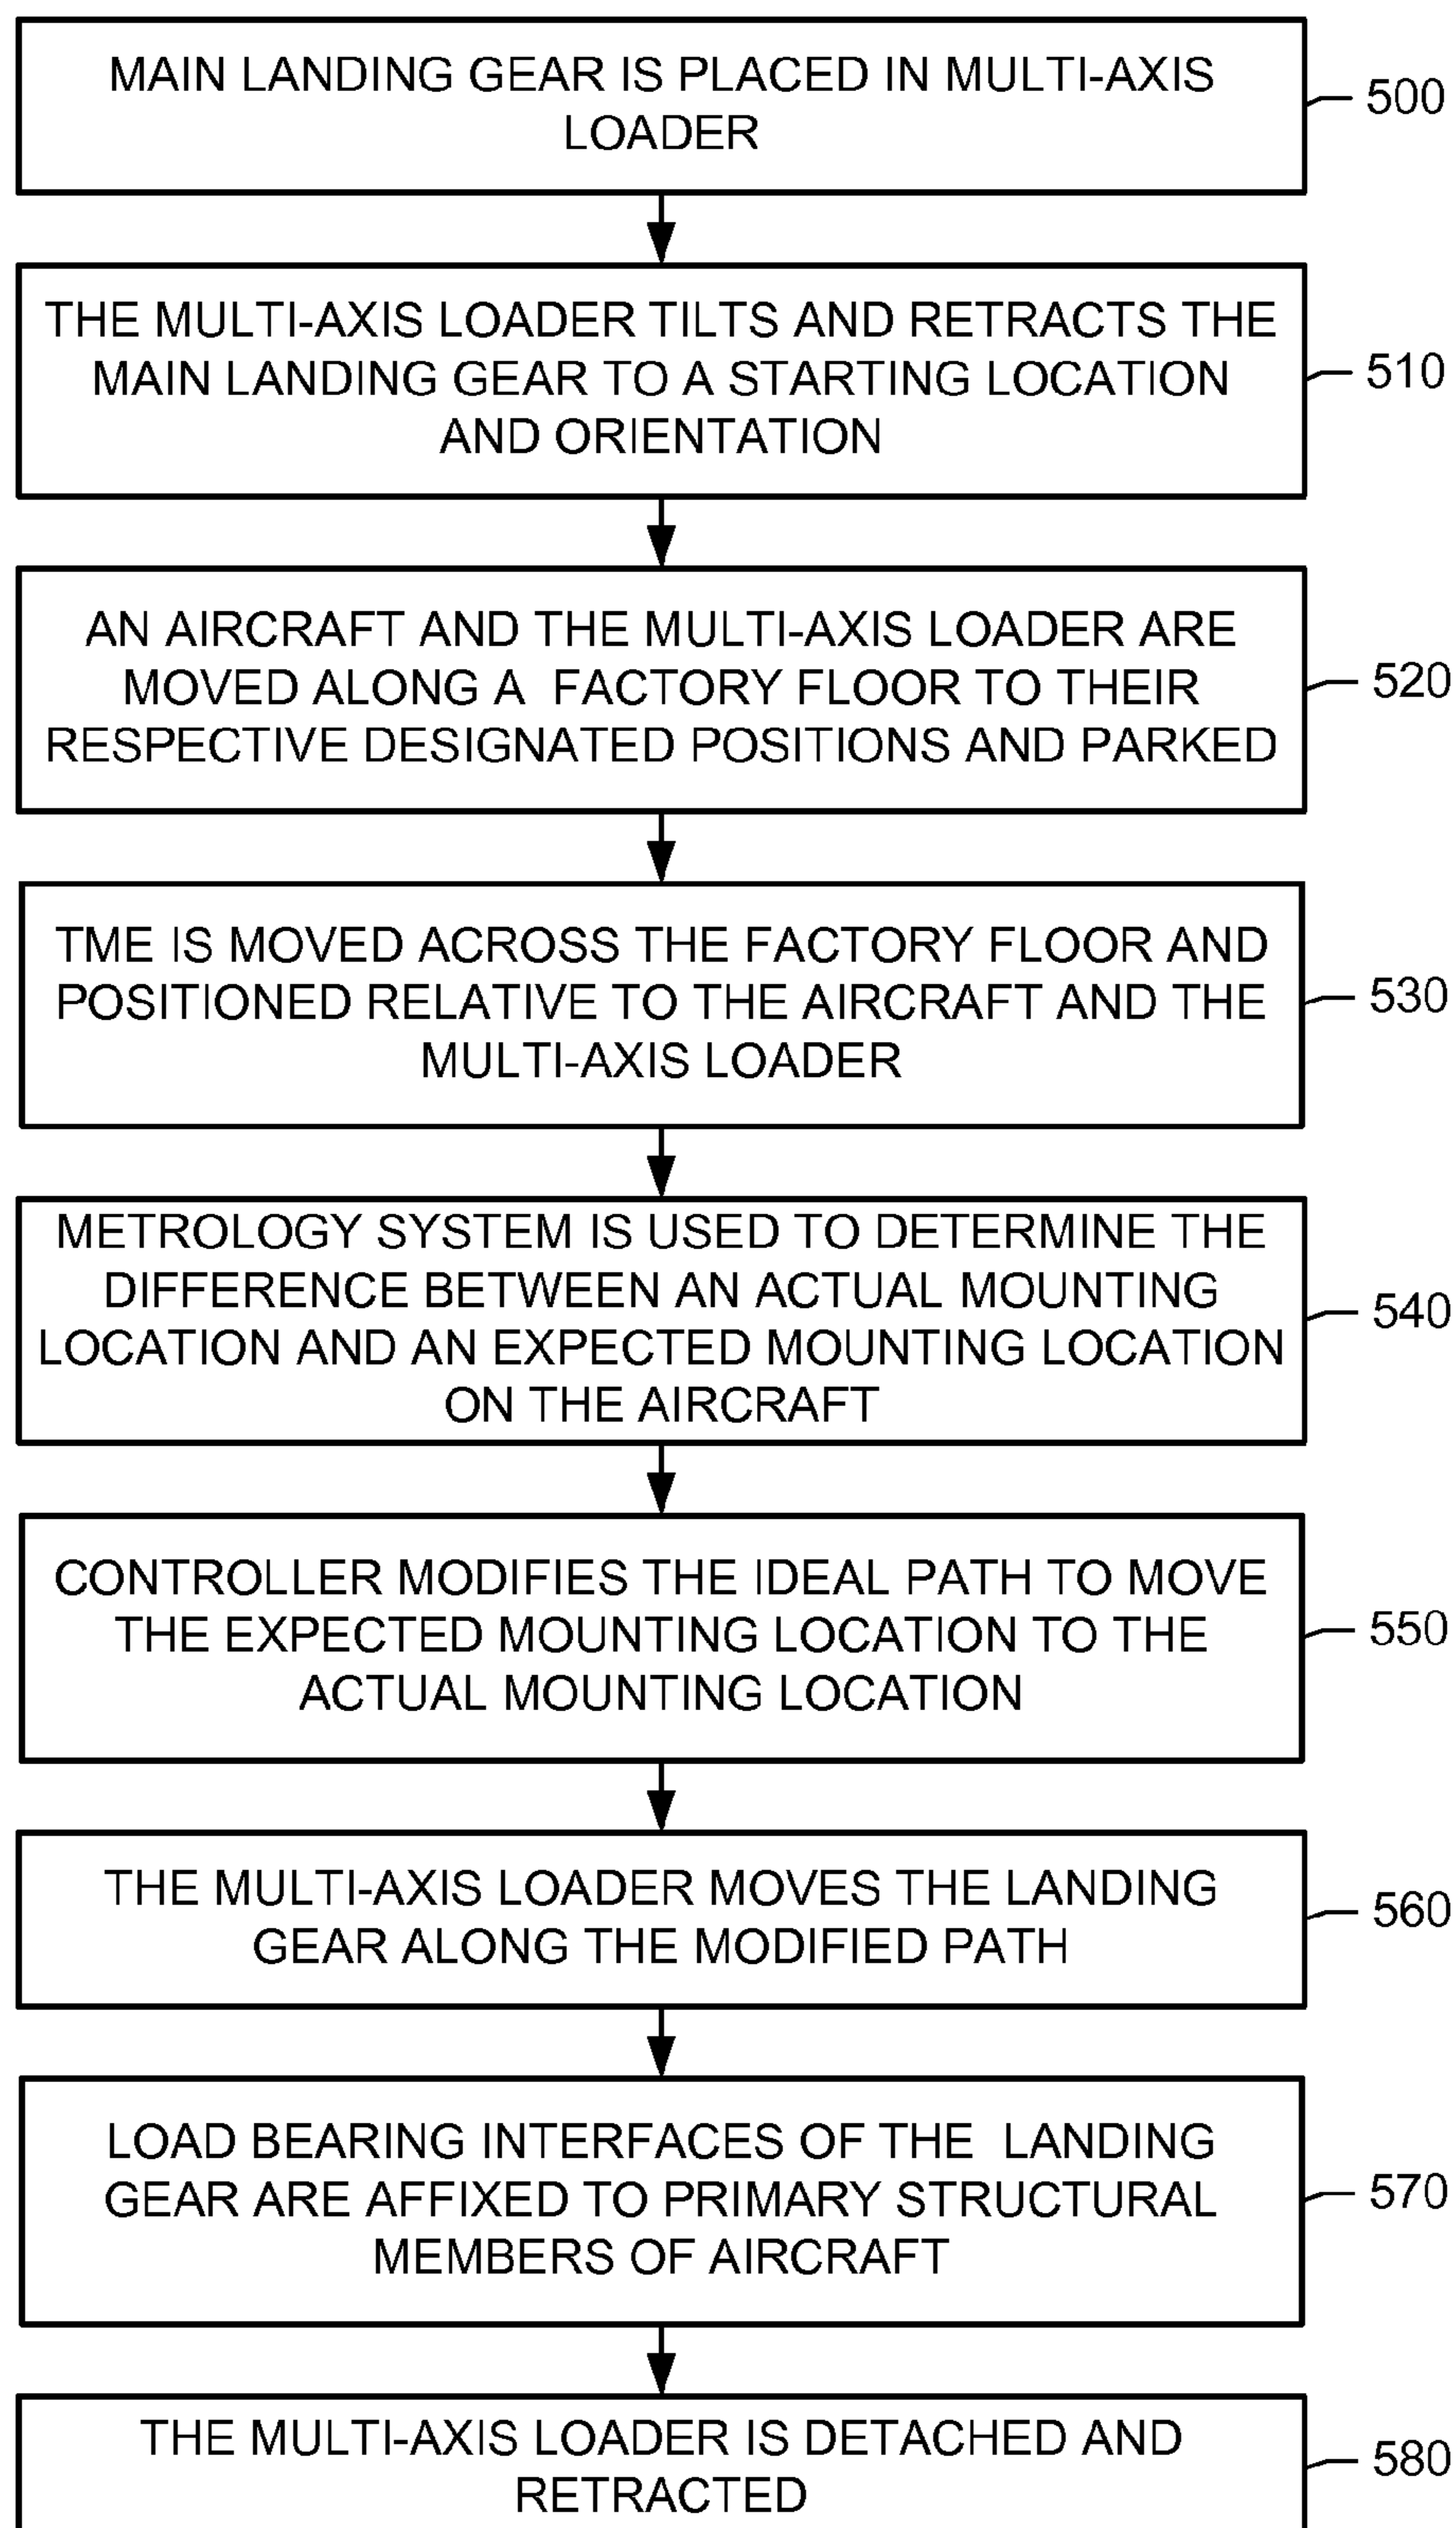 MAIN LANDING GEAR IS PLACED IN MULTI-AXIS
LOADER
500
THE MULTI-AXIS LOADER TILTS AND RETRACTS THE
MAIN LANDING GEAR TO A STARTING LOCATION
AND ORIENTATION
510
AN AIRCRAFT AND THE MULTI-AXIS LOADER ARE
MOVED ALONG A FACTORY FLOOR TO THEIR
RESPECTIVE DESIGNATED POSITIONS AND PARKED
520
TME IS MOVED ACROSS THE FACTORY FLOOR AND
POSITIONED RELATIVE TO THE AIRCRAFT AND THE
MULTI-AXIS LOADER
530
METROLOGY SYSTEM IS USED TO DETERMINE THE
DIFFERENCE BETWEEN AN ACTUAL MOUNTING
LOCATION AND AN EXPECTED MOUNTING LOCATION
ON THE AIRCRAFT
540
CONTROLLER MODIFIES THE IDEAL PATH TO MOVE
THE EXPECTED MOUNTING LOCATION TO THE
ACTUAL MOUNTING LOCATION
550
THE MULTI-AXIS LOADER MOVES THE LANDING
GEAR ALONG THE MODIFIED PATH
560
LOAD BEARING INTERFACES OF THE LANDING
GEAR ARE AFFIXED TO PRIMARY STRUCTURAL
MEMBERS OF AIRCRAFT
570
THE MULTI-AXIS LOADER IS DETACHED AND
RETRACTED
580